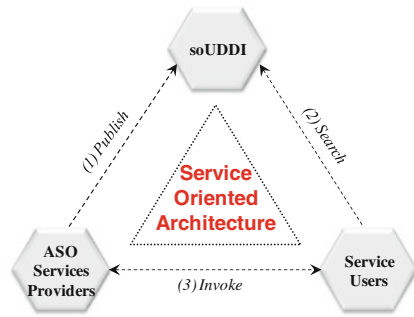 soUDDI
(1) Publish
(2) Search
Service
Oriented
Architecture
ASO
Services
Providers
(3) Invoke
Service
Users